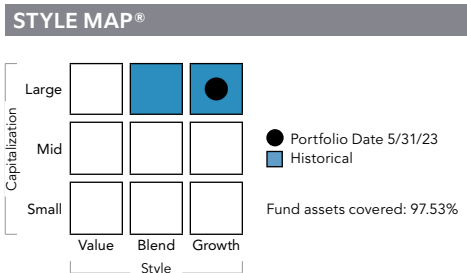 STYLE MAP®
Capitalization
Large
Mid
Small
Value Blend Growth
Style
Portfolio Date 5/31/23
Historical
Fund assets covered: 97.53%